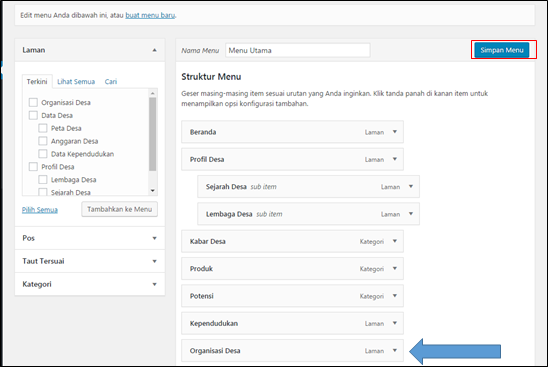 Edit menu Anda dibawah ini, atau buat menu baru.
Laman
Terkini Lihat Semua Cari
Organisasi Desa
Data Desa
Peta Desa
Anggaran Desa
Data Kependudukan
Profil Desa
Lembaga Desa
Sejarah Desa
Pilih Semua Tambahkan ke Menu
Pos
Taut Tersuai
Kategori
Nama Menu Menu Utama Simpan Menu
Struktur Menu
Geser masing-masing item sesuai urutan yang Anda inginkan. Klik tanda panah di kanan item untuk
menampilkan opsi konfigurasi tambahan.
Beranda Laman
Profil Desa Laman
Sejarah Desa sub item Laman
Lembaga Desa sub item Laman
Kabar Desa Kategori
Produk Kategori
Potensi Kategori
Kependudukan Laman
Organisasi Desa Laman